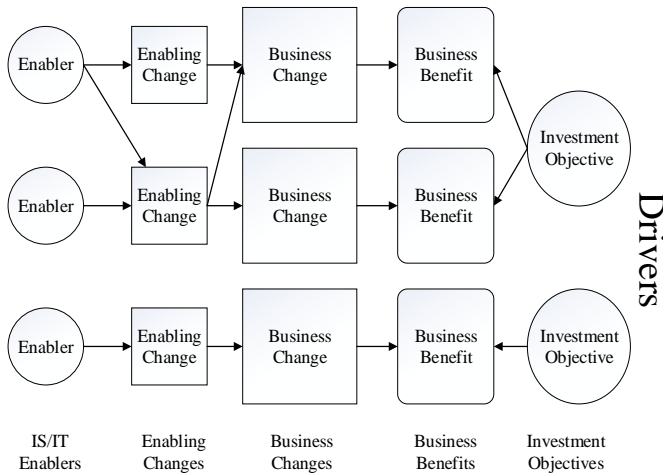 Enabler
Enabling
Change
Business
Change
Business
Benefit
Investment
Objective
Enabler
Enabling
Change
Business
Change
Business
Benefit
Drivers
Enabler
Enabling
Change
Business
Change
Business
Benefit
Investment
Objective
IS/IT
Enablers
Enabling
Changes
Business
Changes
Business
Benefits
Investment
Objectives